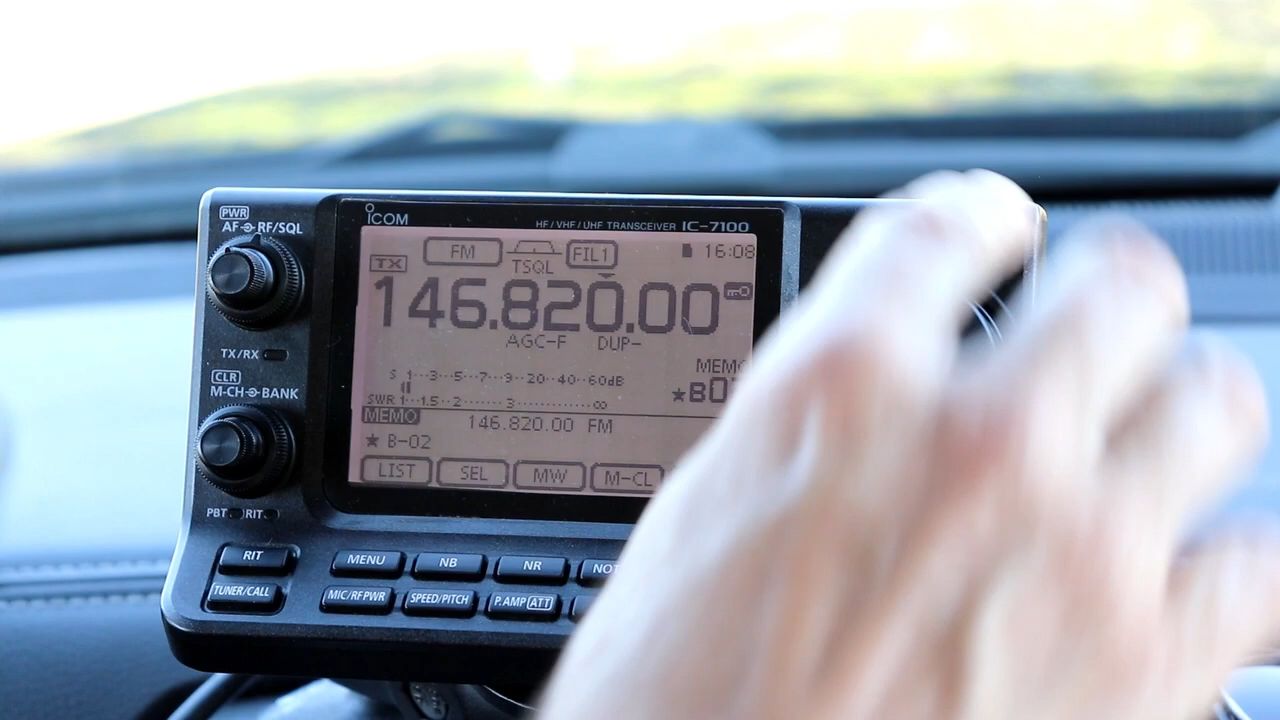 PWR
AF RF/SQL
ICOM
HF/VHF/UHF TRANSCEIVER IC-7100
FM
TSQL
FIL1
16:08
TX
146.820.00
AGC-F DUP-
TX/RX
CLR
M-CH BANK
S 1···3··5··7··9··20··40··60dB
SWR 1··1.5··2·······3··············∞
MEMO
146.820.00 FM
★ B-02
LIST SEL MW M-CL
PBT RIT
RIT MENU NB NR
TUNER/CALL MIC/RF PWR SPEED/PITCH P.AMP ATT